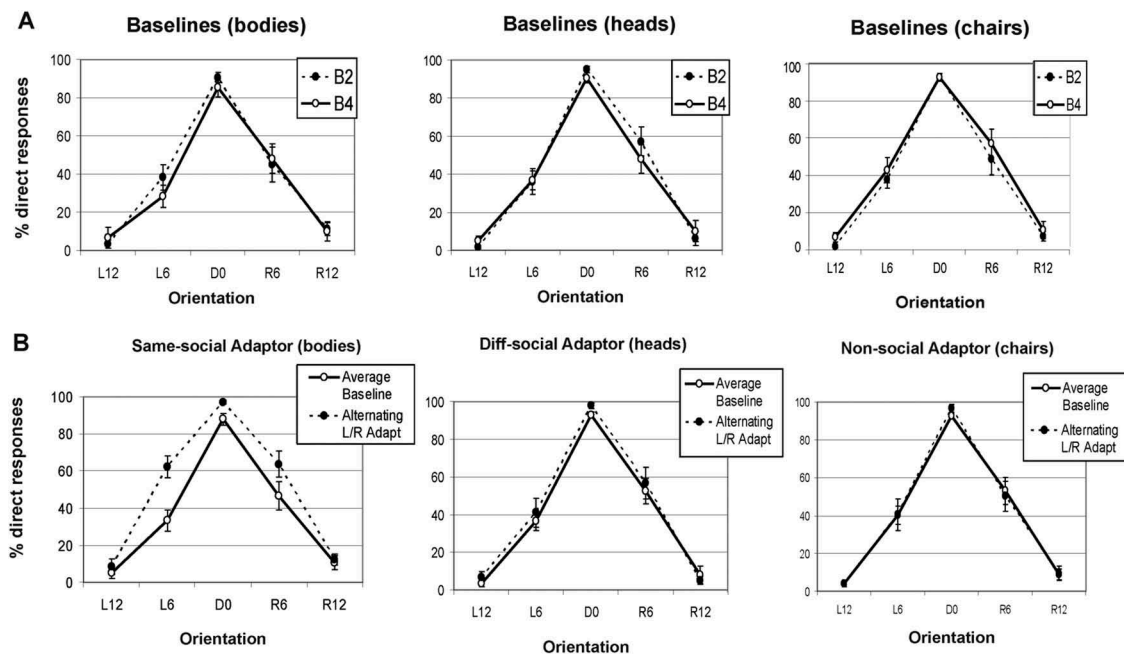 A
Baselines (bodies)
% direct responses
100
80
60
40
20
0
B2
B4
L12 L6 D0 R6 R12
Orientation
Baselines (heads)
100
80
60
40
20
0
B2
B4
L12 L6 D0 R6 R12
Orientation
Baselines (chairs)
100
80
60
40
20
0
B2
B4
L12 L6 D0 R6 R12
Orientation
B
Same-social Adaptor (bodies)
% direct responses
100
80
60
40
20
0
Average
Baseline
Alternating
L/R Adapt
L12 L6 D0 R6 R12
Orientation
Diff-social Adaptor (heads)
100
80
60
40
20
0
Average
Baseline
Alternating
L/R Adapt
L12 L6 D0 R6 R12
Orientation
Non-social Adaptor (chairs)
100
80
60
40
20
0
Average
Baseline
Alternating
L/R Adapt
L12 L6 D0 R6 R12
Orientation